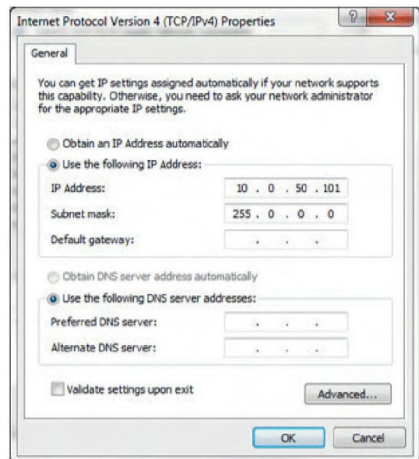 Internet Protocol Version 4 (TCP/IPv4) Properties
General
You can get IP settings assigned automatically if your network supports
this capability. Otherwise, you need to ask your network administrator
for the appropriate IP settings.
Obtain an IP Address automatically
Use the following IP Address:
IP Address: 10 . 0 . 50 . 101
Subnet mask: 255 . 0 . 0 . 0
Default gateway: . . .
Obtain DNS server address automatically
Use the following DNS server addresses:
Preferred DNS server: . . .
Alternate DNS server: . . .
Validate settings upon exit
Advanced...
OK Cancel